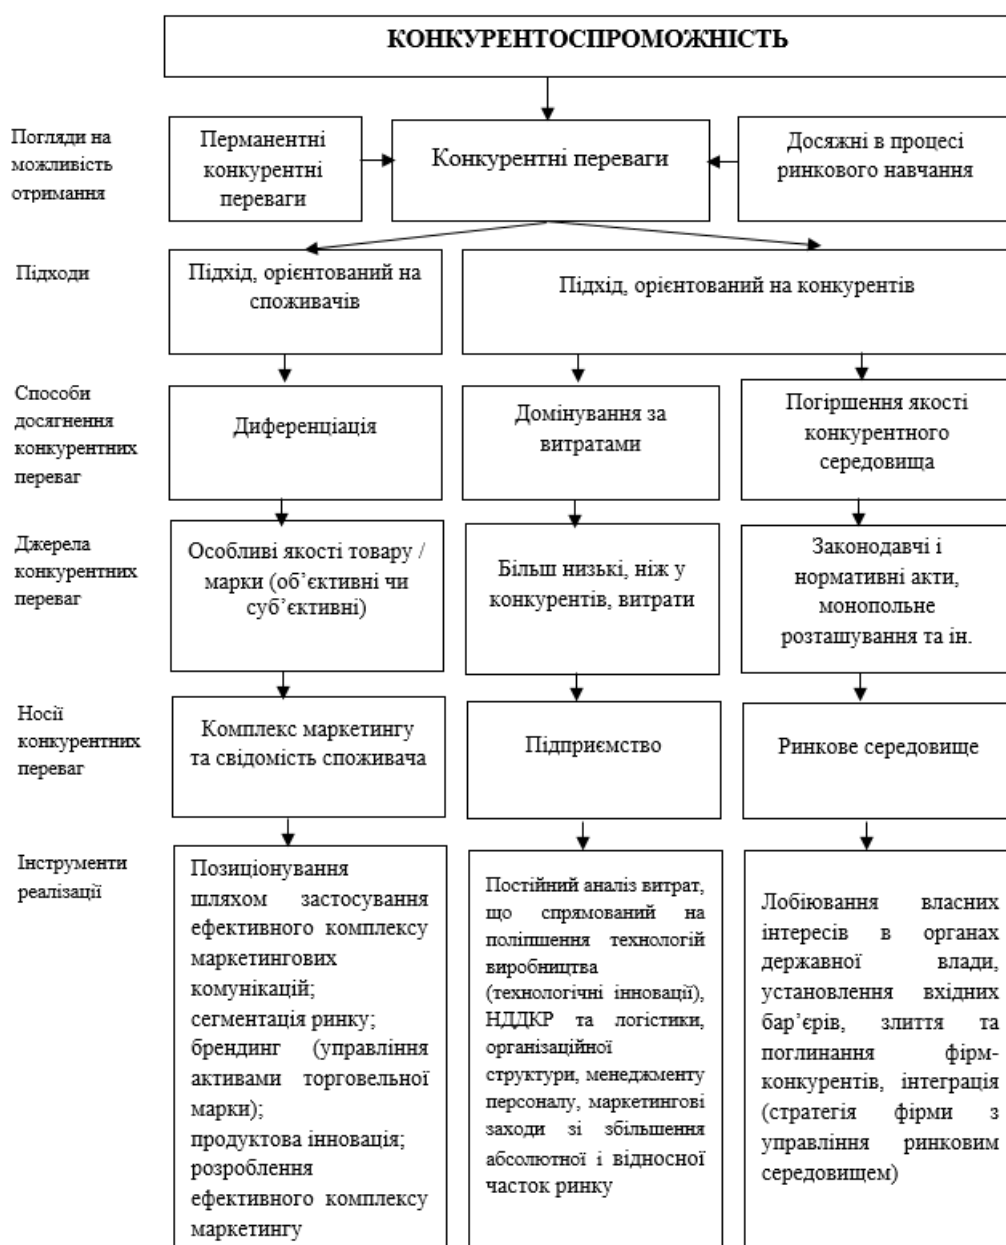 КОНКУРЕНТОСПРОМОЖНІСТЬ
Погляди на
можливість
отримання
Перманентні
конкурентні
переваги
Конкурентні переваги
Досяжні в процесі
ринкового навчання
Підходи
Підхід, орієнтований на
споживачів
Підхід, орієнтований на конкурентів
Способи
досягнення
конкурентних
переваг
Диференціація
Домінування за
витратами
Погіршення якості
конкурентного
середовища
Джерела
конкурентних
переваг
Особливі якості товару /
марки (об’єктивні чи
суб’єктивні)
Більш низькі, ніж у
конкурентів, витрати
Законодавчі і
нормативні акти,
монопольне
розташування та ін.
Носії
конкурентних
переваг
Комплекс маркетингу
та свідомість споживача
Підприємство
Ринкове середовище
Інструменти
реалізації
Позиціонування
шляхом застосування
ефективного комплексу
маркетингових
комунікацій;
сегментація ринку;
брендинг (управління
активами торговельної
марки);
продуктова інновація;
розроблення
ефективного комплексу
маркетингу
Постійний аналіз витрат,
що спрямований на
поліпшення технологій
виробництва
(технологічні інновації),
НДДКР та логістики,
організаційної
структури, менеджменту
персоналу, маркетингові
заходи зі збільшення
абсолютної і відносної
часток ринку
Лобіювання власних
інтересів в органах
державної влади,
установлення вхідних
бар’єрів, злиття та
поглинання фірм-
конкурентів, інтеграція
(стратегія фірми з
управління ринковим
середовищем)